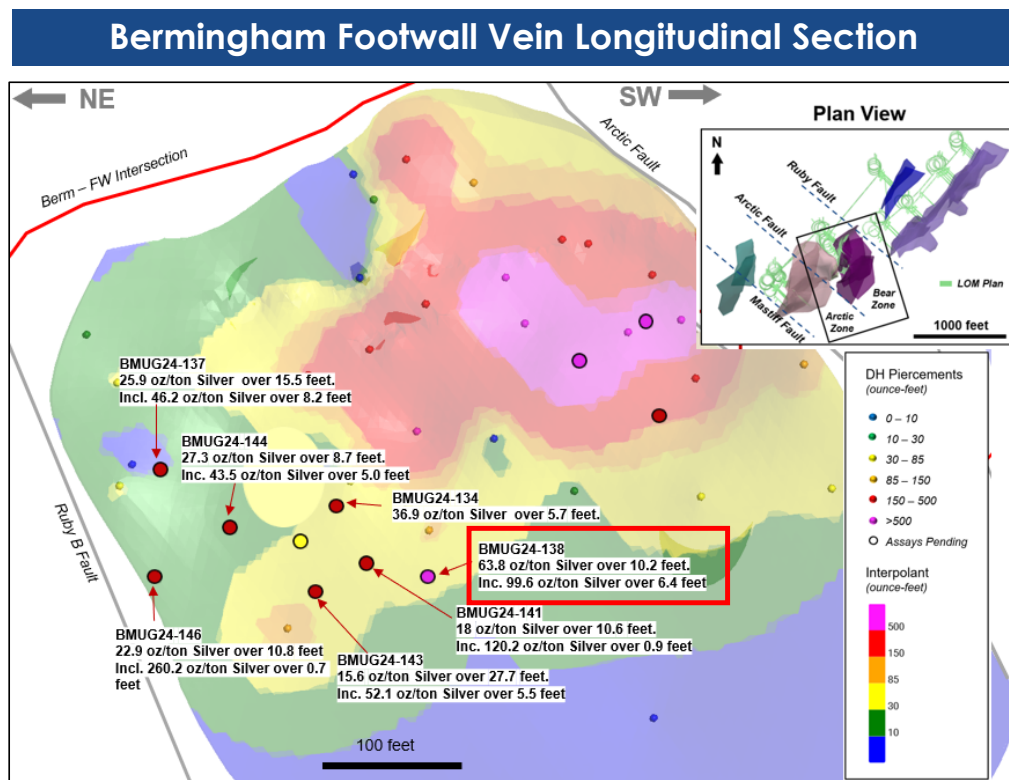 Bermingham Footwall Vein Longitudinal Section
NE
SW
Berm – FW Intersection
Arctic Fault
Plan View
N
Ruby Fault
Arctic Fault
Mastiff Fault
Bear
Zone
Arctic
Zone
LOM Plan
1000 feet
BMUG24-137
25.9 oz/ton Silver over 15.5 feet.
Incl. 46.2 oz/ton Silver over 8.2 feet
BMUG24-144
27.3 oz/ton Silver over 8.7 feet.
Inc. 43.5 oz/ton Silver over 5.0 feet
BMUG24-134
36.9 oz/ton Silver over 5.7 feet.
BMUG24-138
63.8 oz/ton Silver over 10.2 feet.
Inc. 99.6 oz/ton Silver over 6.4 feet
BMUG24-141
18 oz/ton Silver over 10.6 feet.
Inc. 120.2 oz/ton Silver over 0.9 feet
BMUG24-146
22.9 oz/ton Silver over 10.8 feet
Incl. 260.2 oz/ton Silver over 0.7
feet
BMUG24-143
15.6 oz/ton Silver over 27.7 feet.
Inc. 52.1 oz/ton Silver over 5.5 feet
Ruby B Fault
100 feet
DH Piercements
(ounce-feet)
0 – 10
10 – 30
30 – 85
85 – 150
150 – 500
>500
Assays Pending
Interpolant
(ounce-feet)
500
150
85
30
10